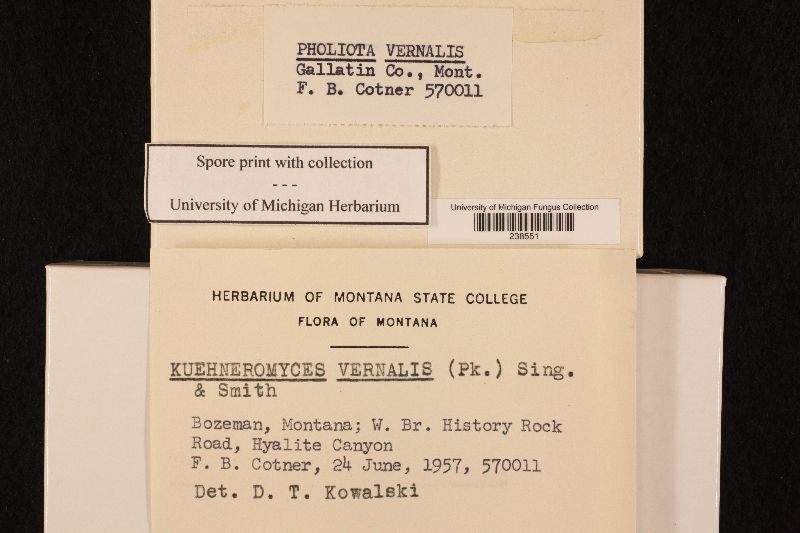 PHOLIOTA VERNALIS
Gallatin Co., Mont.
F. B. Cotner 570011
Spore print with collection
---
University of Michigan Herbarium
University of Michigan Fungus Collection
238551
HERBARIUM OF MONTANA STATE COLLEGE
FLORA OF MONTANA
KUEHNEROMYCES VERNALIS (Pk.) Sing.
& Smith
Bozeman, Montana; W. Br. History Rock
Road, Hyalite Canyon
F. B. Cotner, 24 June, 1957, 570011
Det. D. T. Kowalski